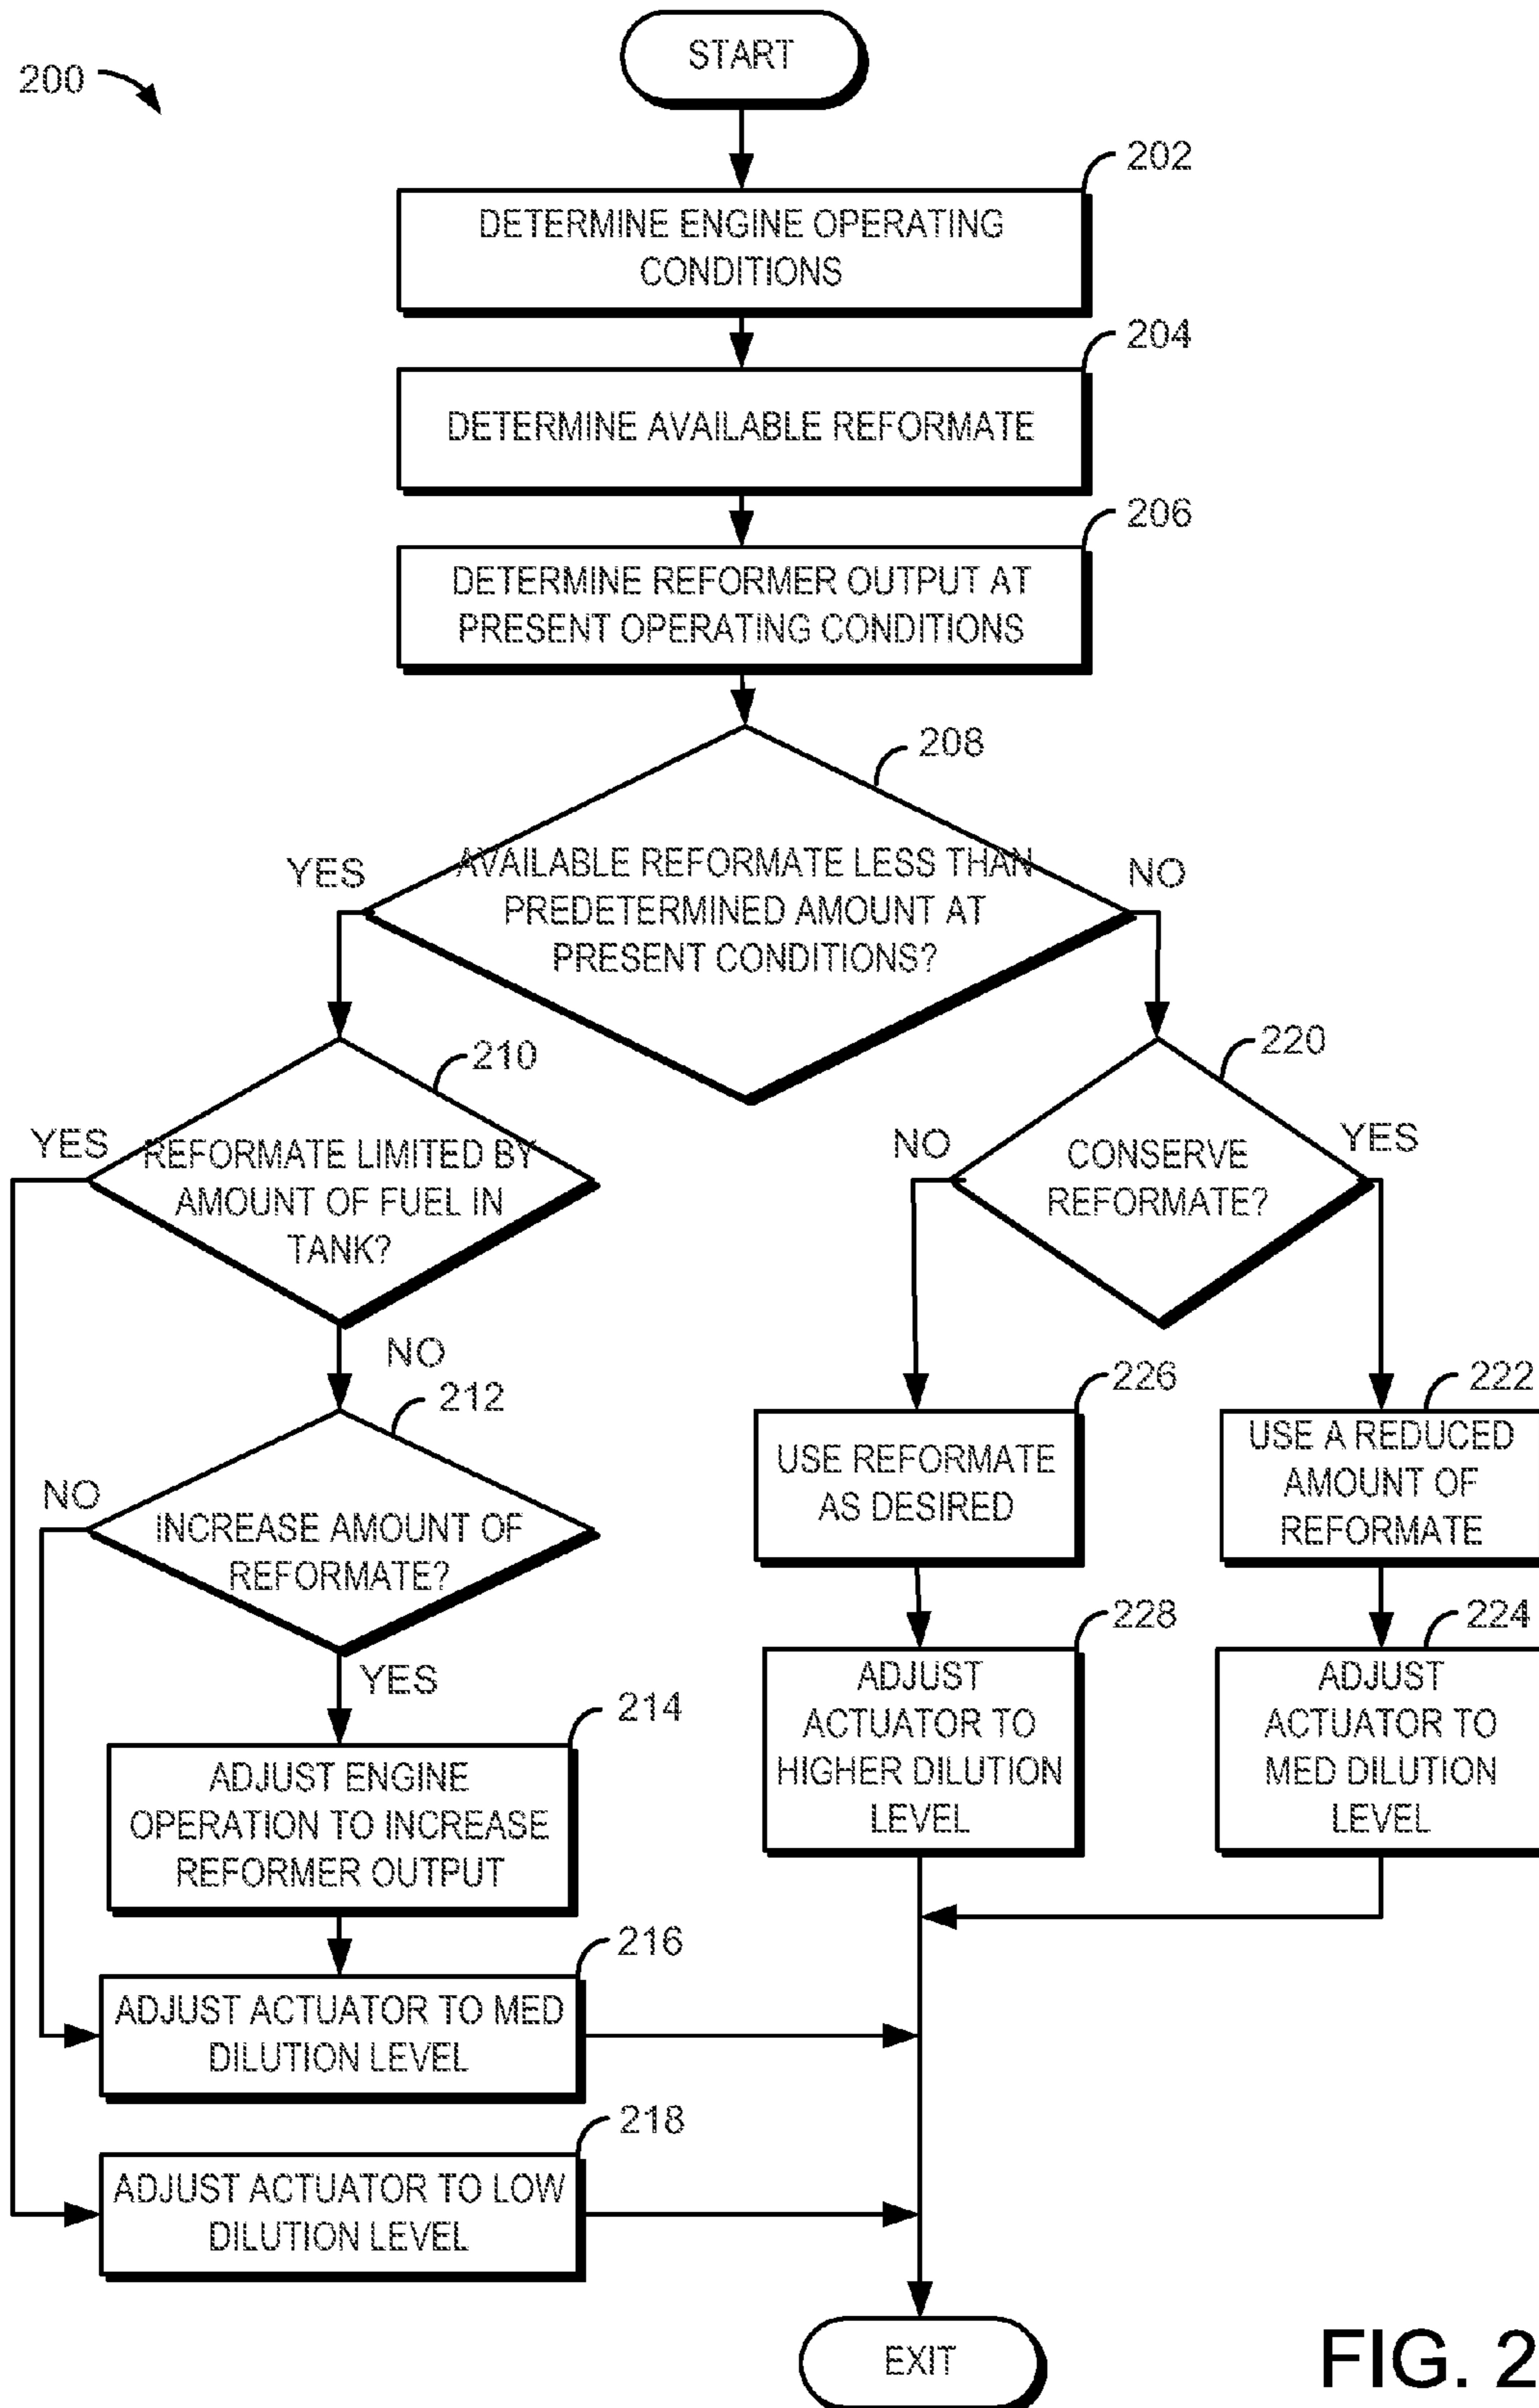 START
200
202
DETERMINE ENGINE OPERATING
CONDITIONS
204
DETERMINE AVAILABLE REFORMATE
206
DETERMINE REFORMER OUTPUT AT
PRESENT OPERATING CONDITIONS
208
YES
AVAILABLE REFORMATE LESS THAN
PREDETERMINED AMOUNT AT
PRESENT CONDITIONS?
NO
210
YES
REFORMATE LIMITED BY
AMOUNT OF FUEL IN
TANK?
NO
220
NO
CONSERVE
REFORMATE?
YES
212
NO
INCREASE AMOUNT OF
REFORMATE?
YES
226
USE REFORMATE
AS DESIRED
222
USE A REDUCED
AMOUNT OF
REFORMATE
214
ADJUST ENGINE
OPERATION TO INCREASE
REFORMER OUTPUT
228
ADJUST
ACTUATOR TO
HIGHER DILUTION
LEVEL
224
ADJUST
ACTUATOR TO
MED DILUTION
LEVEL
216
ADJUST ACTUATOR TO MED
DILUTION LEVEL
218
ADJUST ACTUATOR TO LOW
DILUTION LEVEL
EXIT
FIG. 2